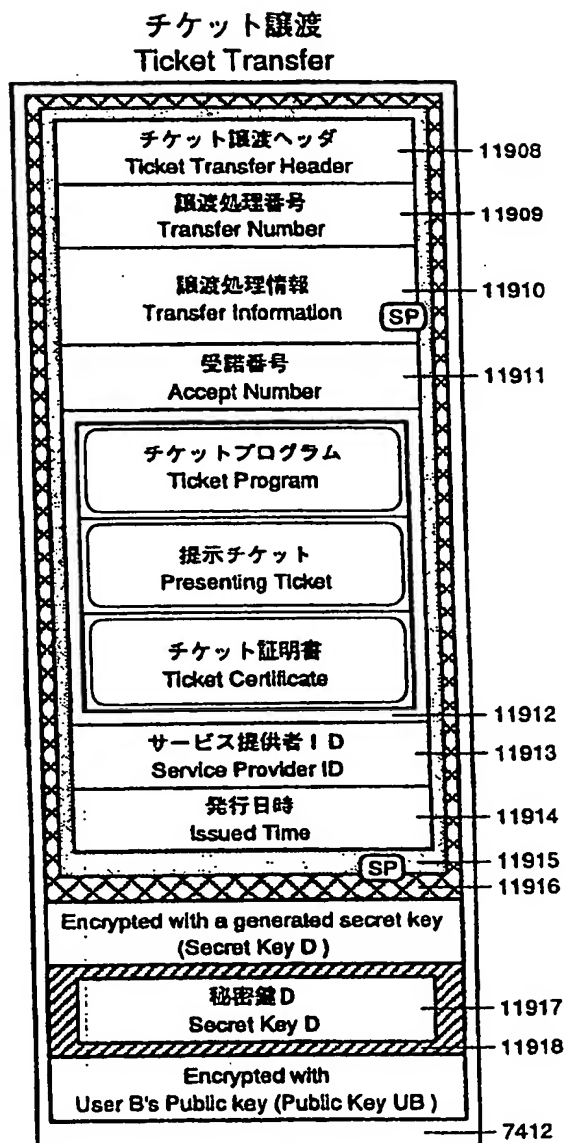 チケット譲渡
Ticket Transfer
チケット譲渡ヘッダ
Ticket Transfer Header
11908
譲渡処理番号
Transfer Number
11909
譲渡処理情報
Transfer Information
11910
SP
受諾番号
Accept Number
11911
チケットプログラム
Ticket Program
提示チケット
Presenting Ticket
チケット証明書
Ticket Certificate
11912
サービス提供者ID
Service Provider ID
11913
発行日時
Issued Time
11914
SP
11915
11916
Encrypted with a generated secret key
(Secret Key D )
秘密鍵D
Secret Key D
11917
11918
Encrypted with
User B's Public key (Public Key UB )
7412